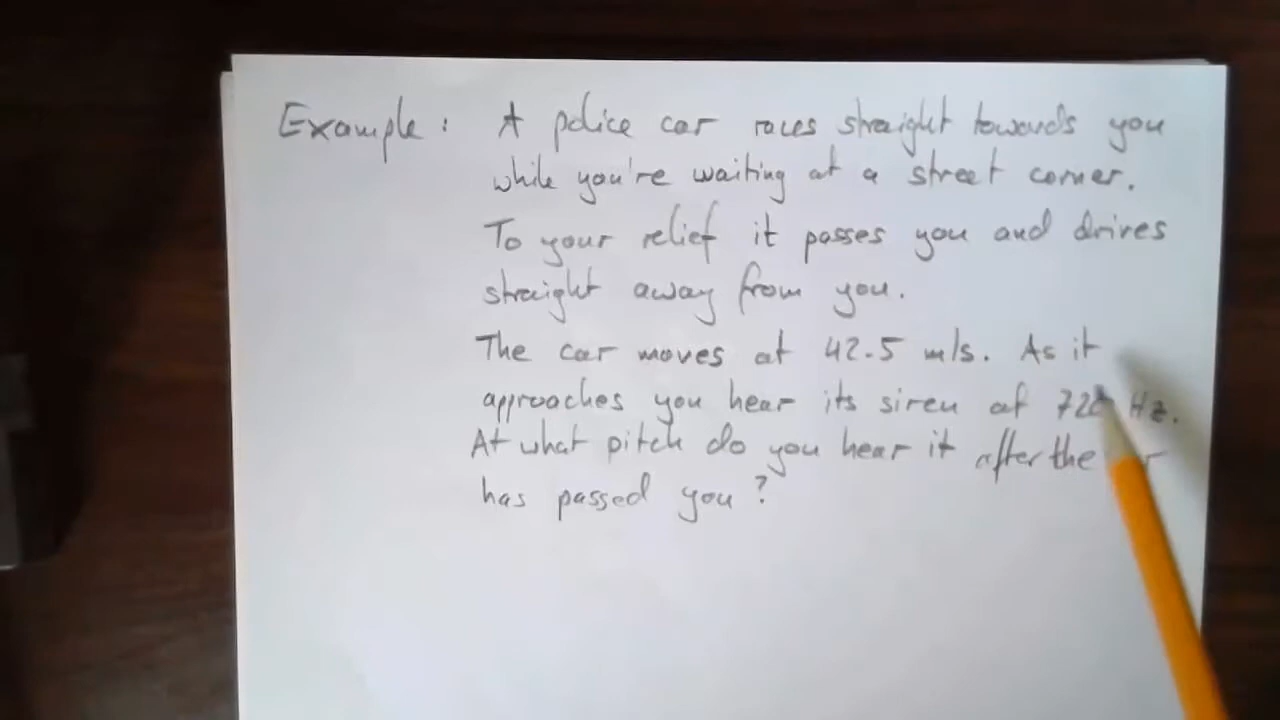 Example: A police car races straight towards you
while you're waiting at a street corner.
To your relief it passes you and drives
straight away from you.
The car moves at 42.5 m/s. As it
approaches you hear its siren at Hz.
At what pitch do you hear it after the
has passed you?